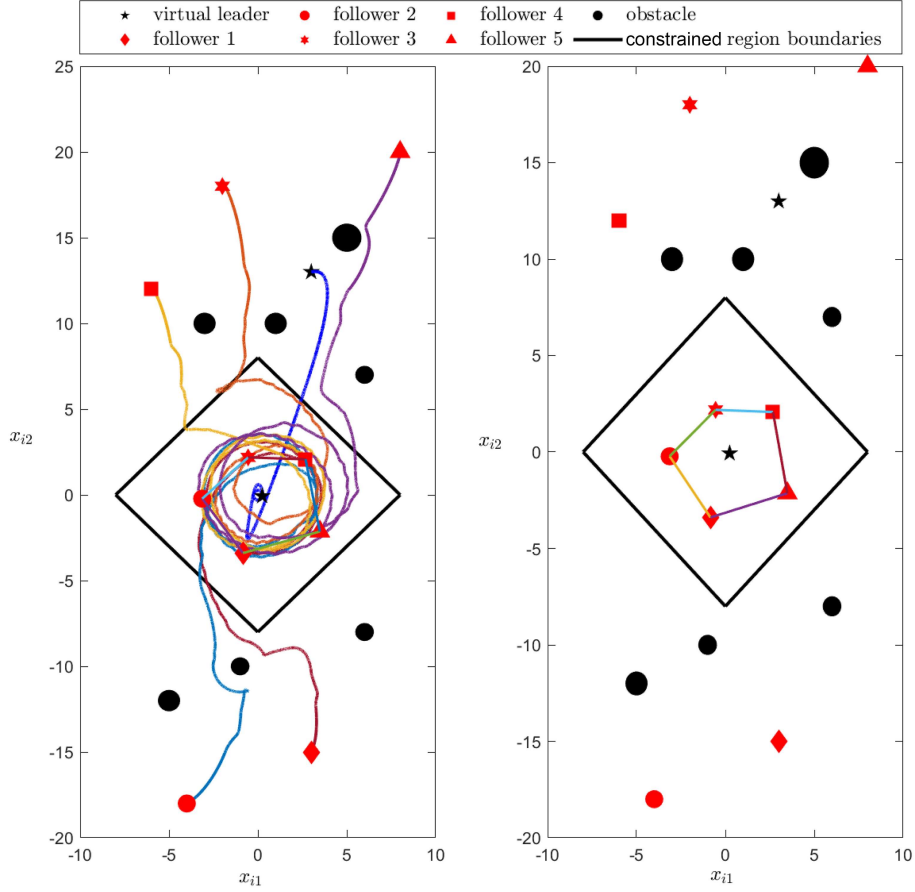 virtual leader follower 2 follower 4 obstacle
follower 1 follower 3 follower 5 constrained region boundaries
25
20
15
10
5
0
-5
-10
-15
-20
x_{i2}
-10 -5 0 5 10
x_{i1}
20
15
10
5
0
-5
-10
-15
-20
x_{i2}
-10 -5 0 5 10
x_{i1}